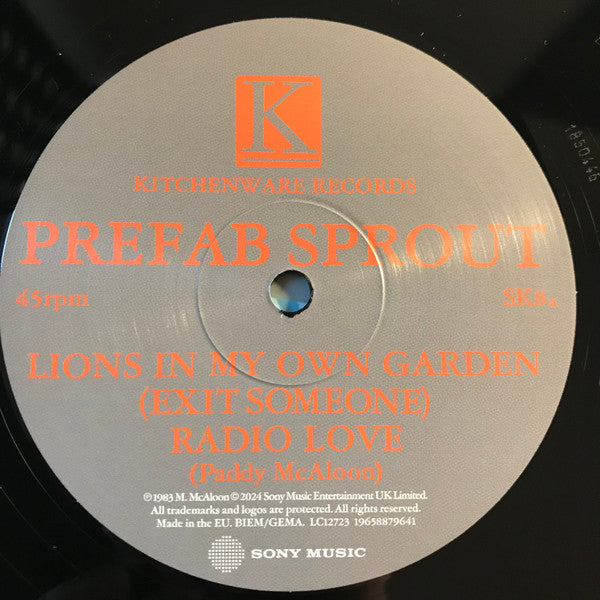 K
KITCHENWARE RECORDS
PREFAB SPROUT
45rpm
LIONS IN MY OWN GARDEN
(EXIT SOMEONE)
RADIO LOVE
(Paddy McAloon)
℗ 1983 M. McAloon © 2024 Sony Music Entertainment UK Limited.
All trademarks and logos are protected. All rights reserved.
Made in the EU. BIEM/GEMA. LC12723 19658879641
SONY MUSIC